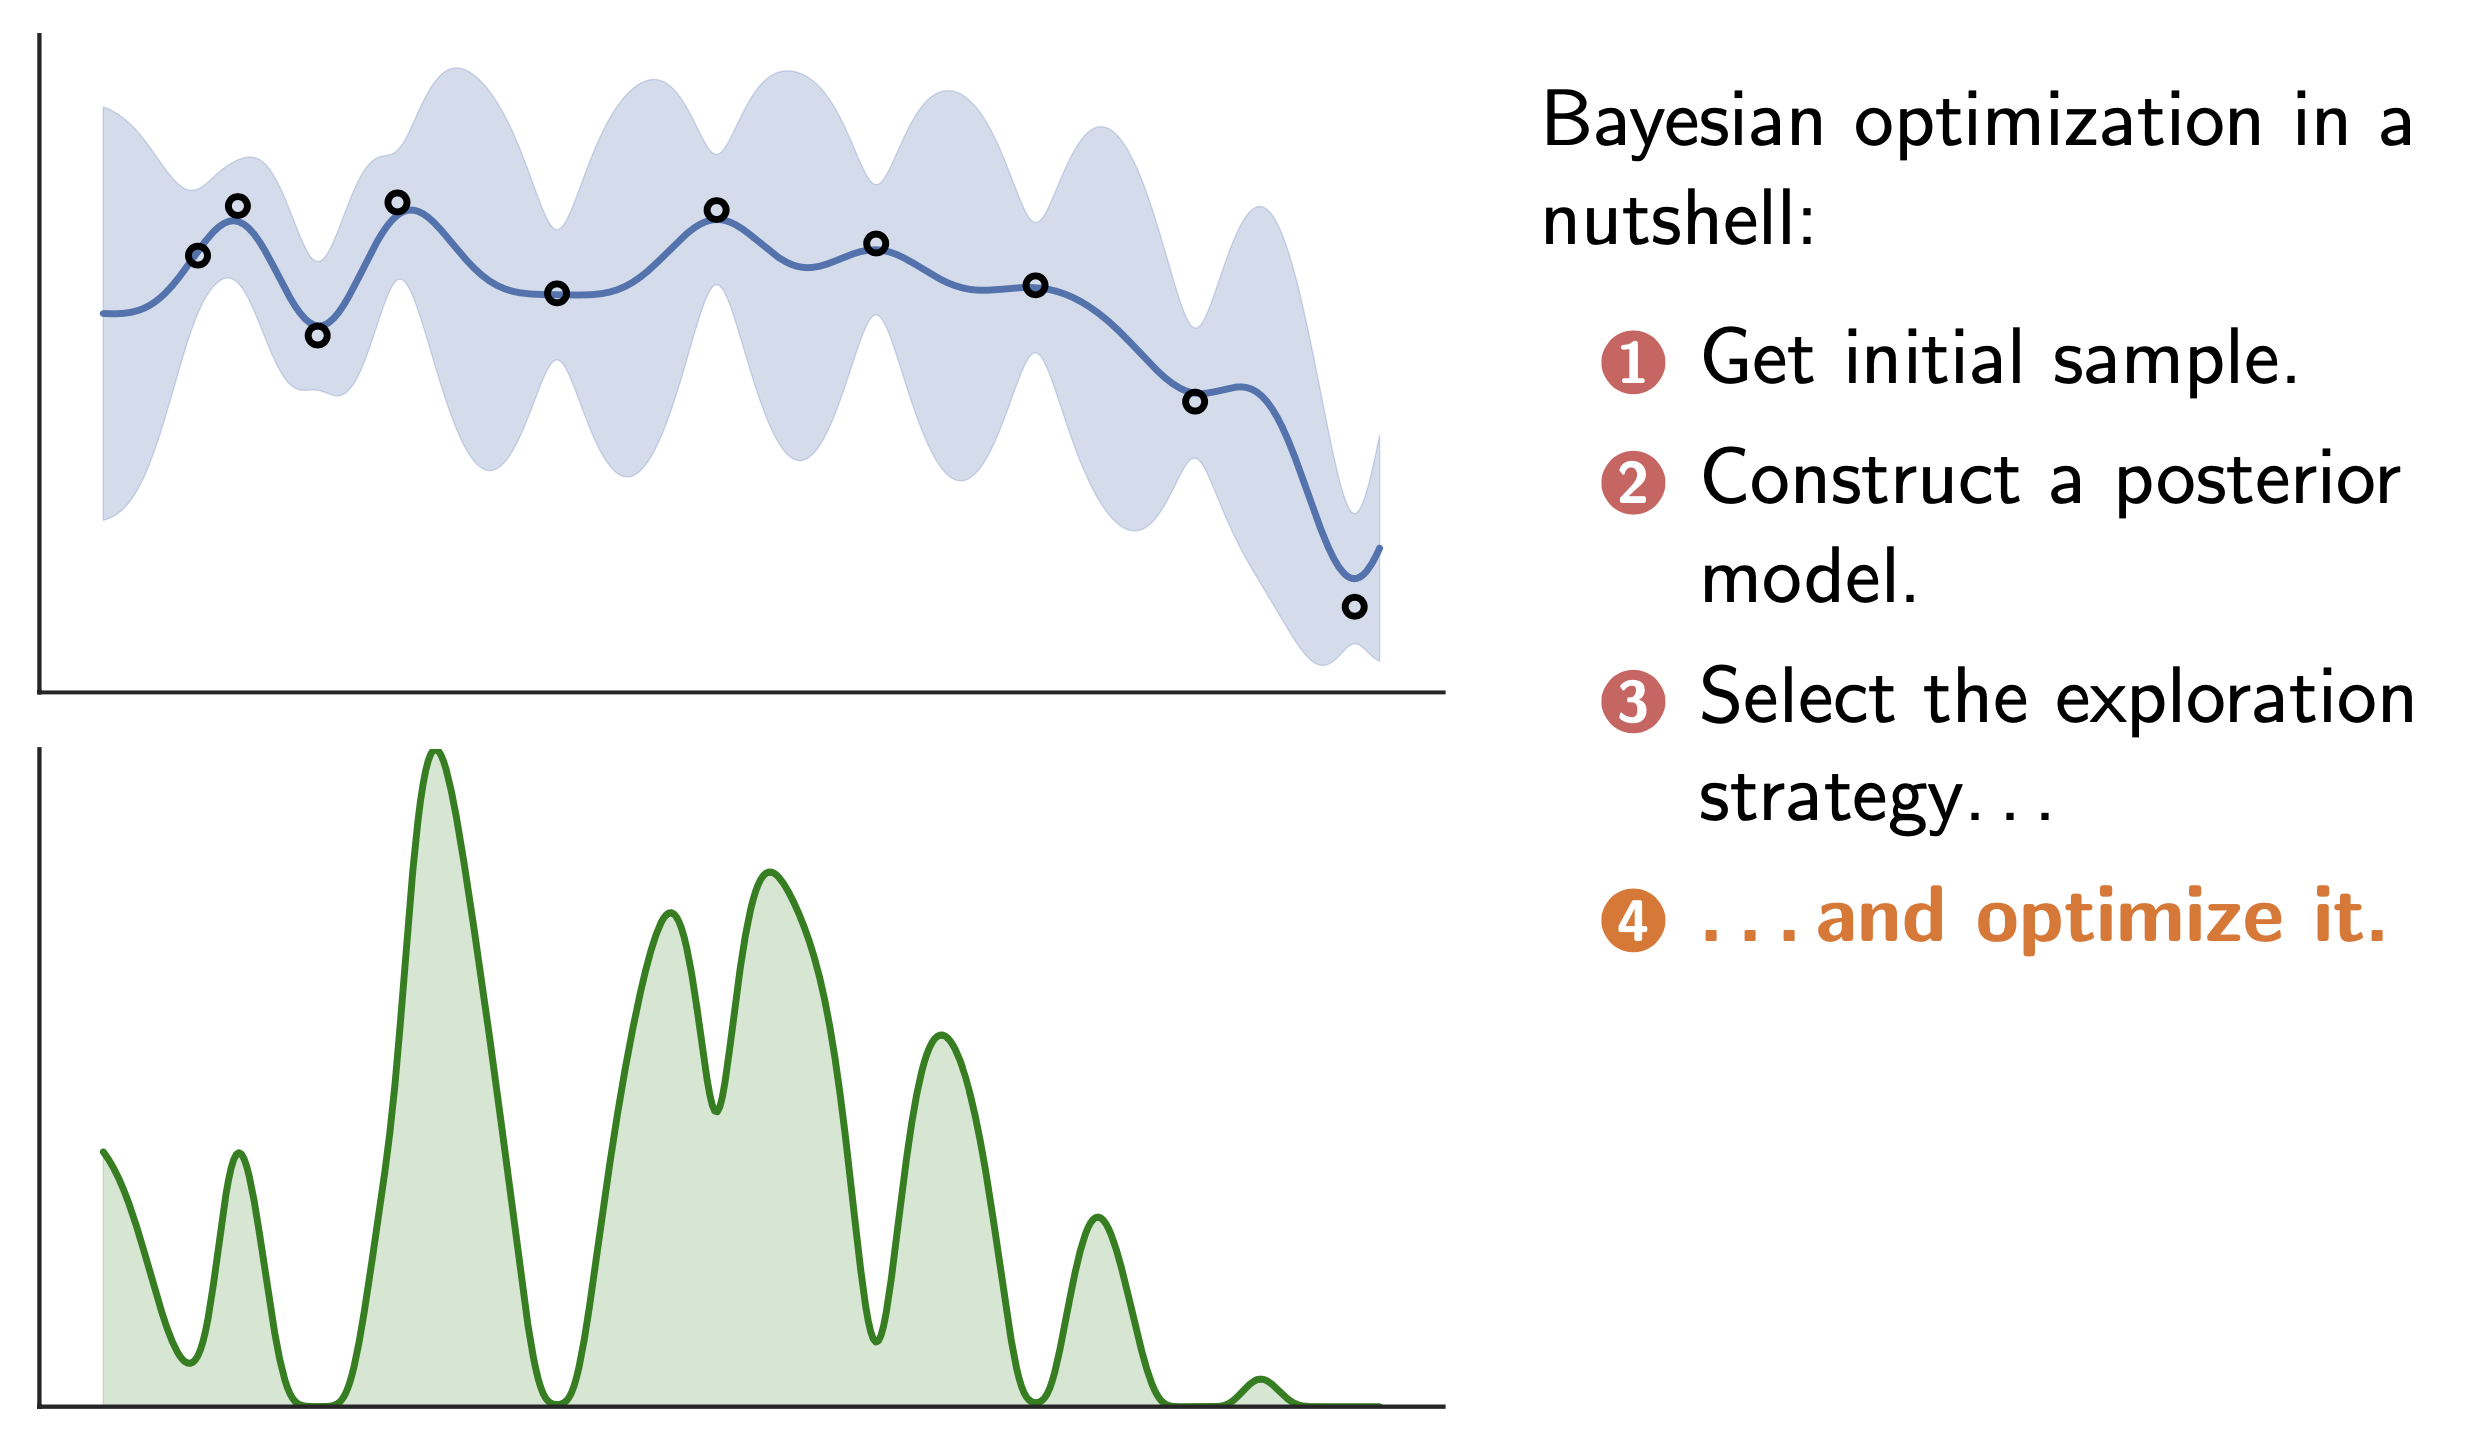 Bayesian optimization in a
nutshell:
1 Get initial sample.
2 Construct a posterior
model.
3 Select the exploration
strategy...
4 ...and optimize it.